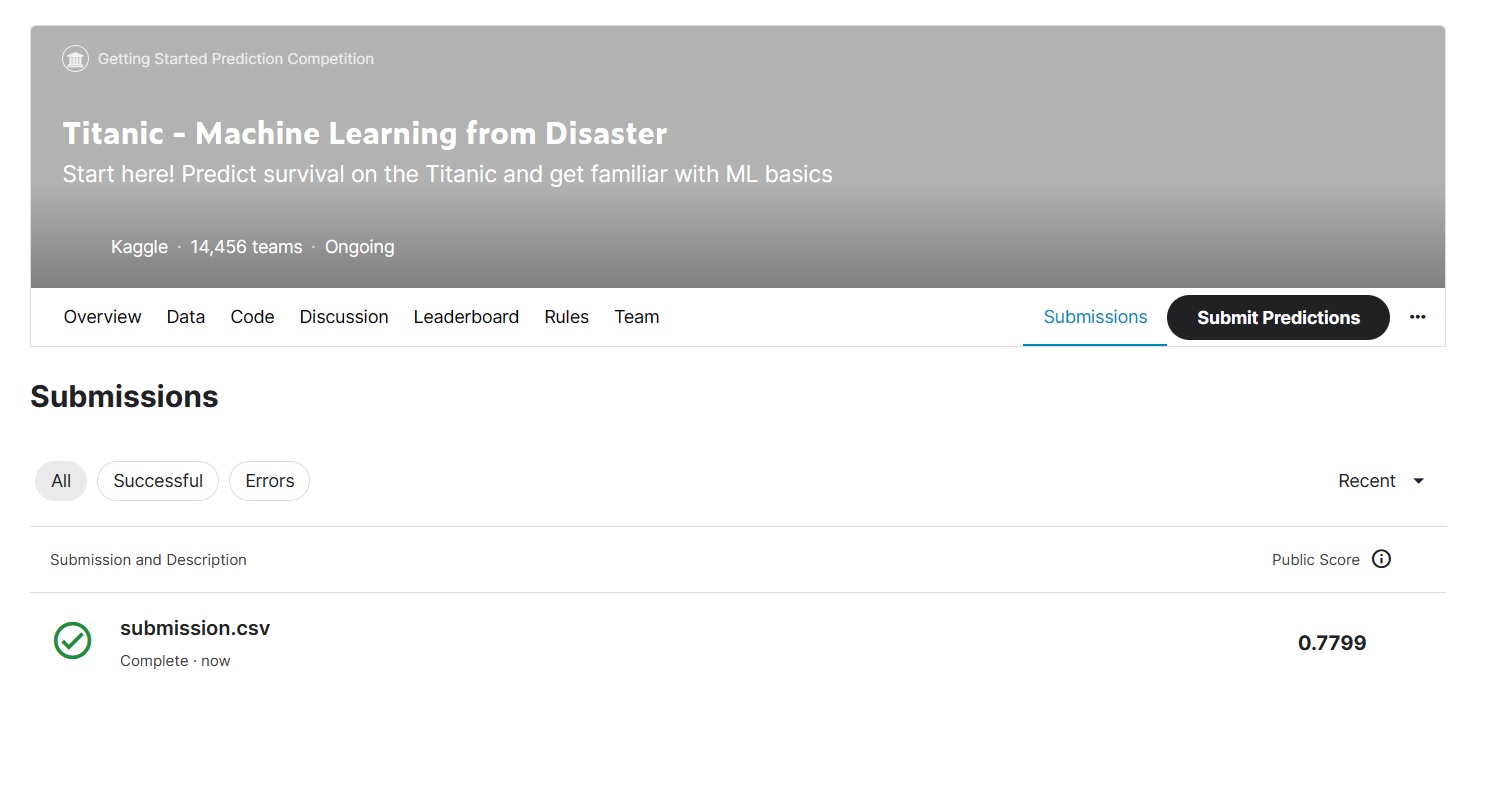 Getting Started Prediction Competition
Titanic - Machine Learning from Disaster
Start here! Predict survival on the Titanic and get familiar with ML basics
Kaggle · 14,456 teams · Ongoing
Overview Data Code Discussion Leaderboard Rules Team Submissions Submit Predictions ···
Submissions
All Successful Errors Recent
Submission and Description Public Score
submission.csv 0.7799
Complete · now